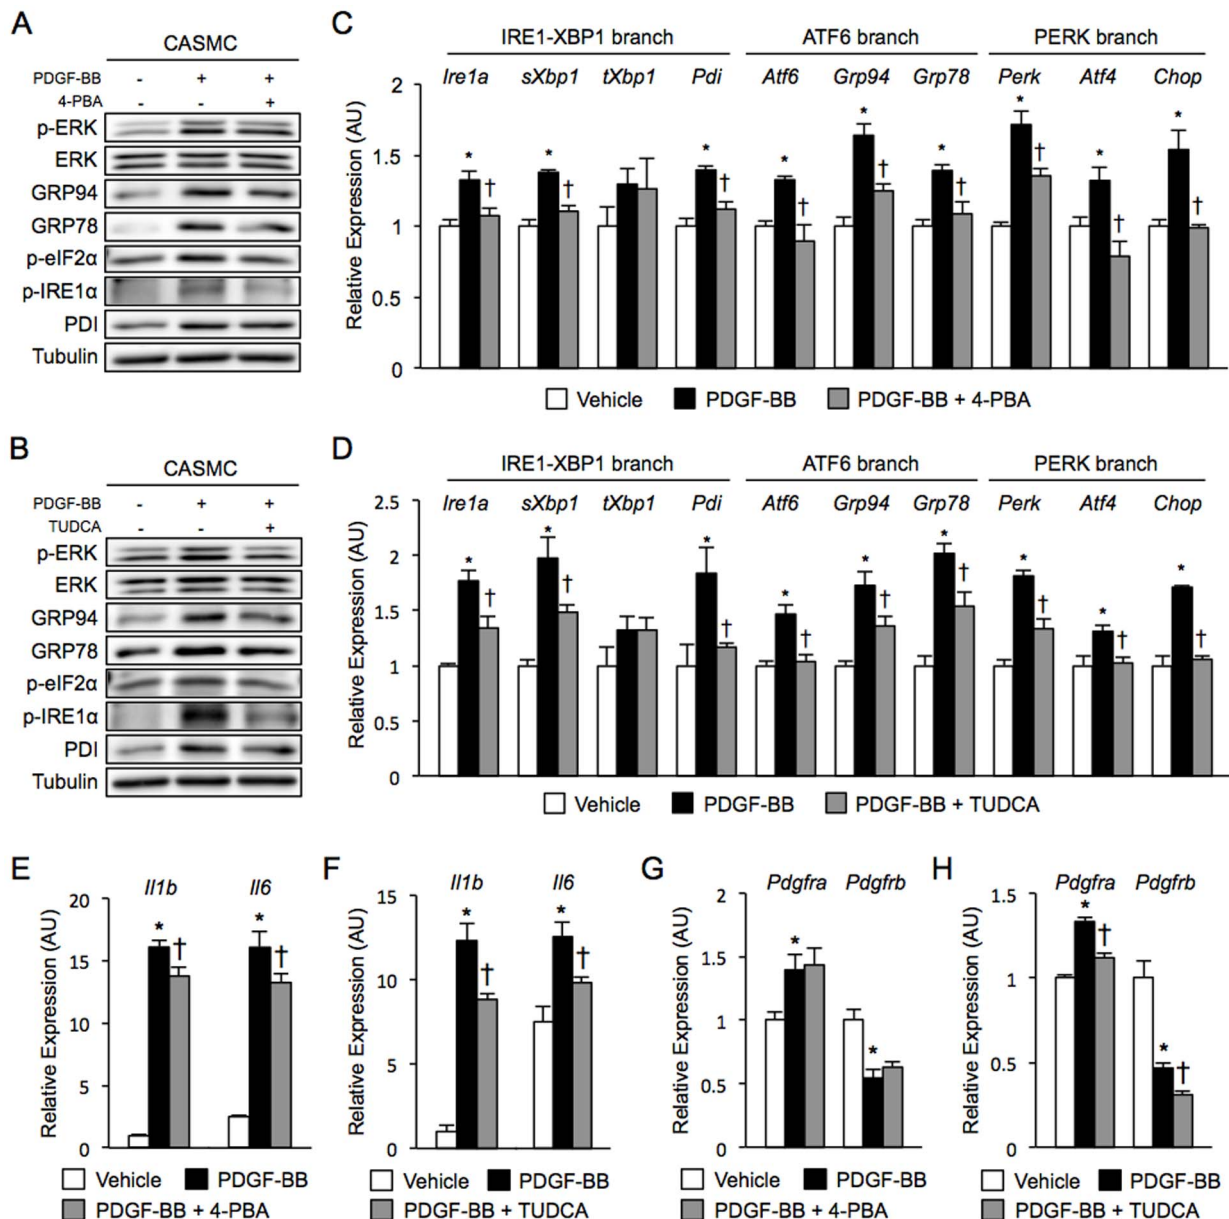 A
CASMC
PDGF-BB - + +
4-PBA - - +
p-ERK
ERK
GRP94
GRP78
p-eIF2α
p-IRE1α
PDI
Tubulin
C
IRE1-XBP1 branch ATF6 branch PERK branch
Ire1a sXbp1 tXbp1 Pdi Atf6 Grp94 Grp78 Perk Atf4 Chop
Relative Expression (AU)
2
1.5
1
0.5
0
* † * † * † * † * † * † * † * † * †
Vehicle PDGF-BB PDGF-BB + 4-PBA
B
CASMC
PDGF-BB - + +
TUDCA - - +
p-ERK
ERK
GRP94
GRP78
p-eIF2α
p-IRE1α
PDI
Tubulin
D
IRE1-XBP1 branch ATF6 branch PERK branch
Ire1a sXbp1 tXbp1 Pdi Atf6 Grp94 Grp78 Perk Atf4 Chop
Relative Expression (AU)
2.5
2
1.5
1
0.5
0
* † * † * † * † * † * † * † * † * †
Vehicle PDGF-BB PDGF-BB + TUDCA
E
Il1b Il6
Relative Expression (AU)
20
15
10
5
0
* † * †
Vehicle PDGF-BB
PDGF-BB + 4-PBA
F
Il1b Il6
Relative Expression (AU)
15
10
5
0
* † * †
Vehicle PDGF-BB
PDGF-BB + TUDCA
G
Pdgfra Pdgfrb
Relative Expression (AU)
2
1.5
1
0.5
0
* *
Vehicle PDGF-BB
PDGF-BB + 4-PBA
H
Pdgfra Pdgfrb
Relative Expression (AU)
1.5
1
0.5
0
* † * †
Vehicle PDGF-BB
PDGF-BB + TUDCA